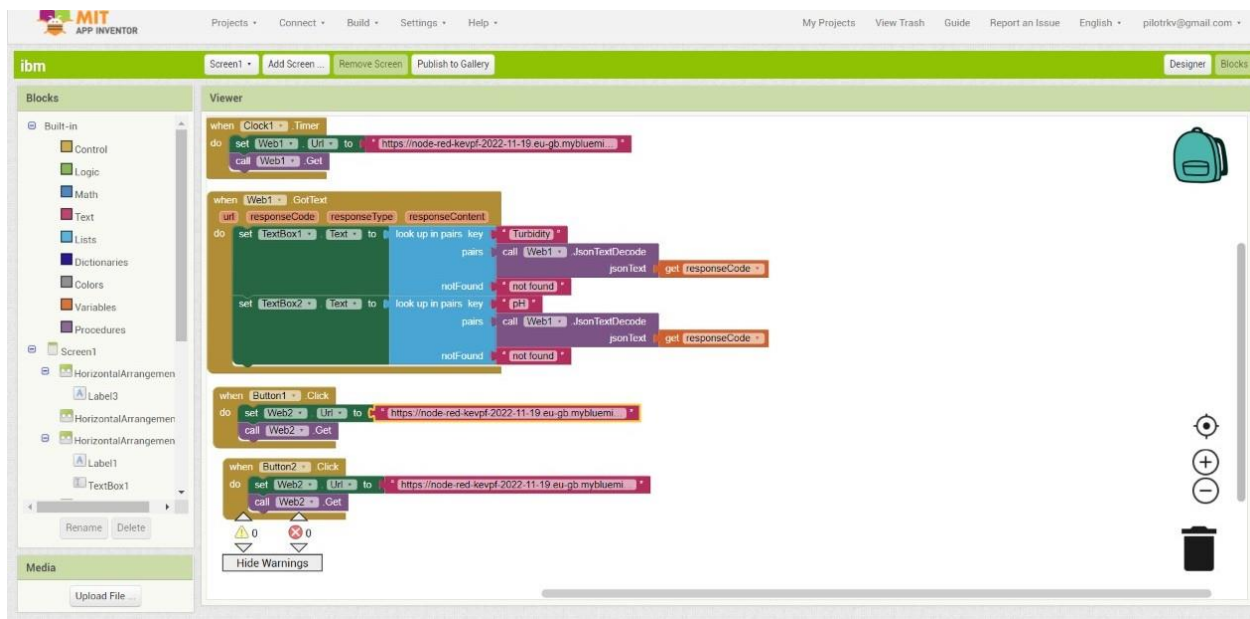 MIT
APP INVENTOR
Projects Connect Build Settings Help
My Projects View Trash Guide Report an Issue English pilotrkv@gmail.com
ibm
Screen1 Add Screen ... Remove Screen Publish to Gallery
Designer Blocks
Blocks
Viewer
Built-in
Control
Logic
Math
Text
Lists
Dictionaries
Colors
Variables
Procedures
Screen1
HorizontalArrangemen
Label3
HorizontalArrangemen
HorizontalArrangemen
Label1
TextBox1
Rename Delete
Media
Upload File ...
when Clock1 .Timer
do set Web1 . Url to " https://node-red-kevpf-2022-11-19.eu-gb.mybluemi... "
call Web1 .Get
when Web1 .GotText
url responseCode responseType responseContent
do set TextBox1 . Text to look up in pairs key " Turbidity "
pairs call Web1 .JsonTextDecode
jsonText get responseCode
notFound " not found "
set TextBox2 . Text to look up in pairs key " pH "
pairs call Web1 .JsonTextDecode
jsonText get responseCode
notFound " not found "
when Button1 .Click
do set Web2 . Url to " https://node-red-kevpf-2022-11-19.eu-gb.mybluemi... "
call Web2 .Get
when Button2 .Click
do set Web2 . Url to " https://node-red-kevpf-2022-11-19.eu-gb.mybluemi... "
call Web2 .Get
0 0
Hide Warnings